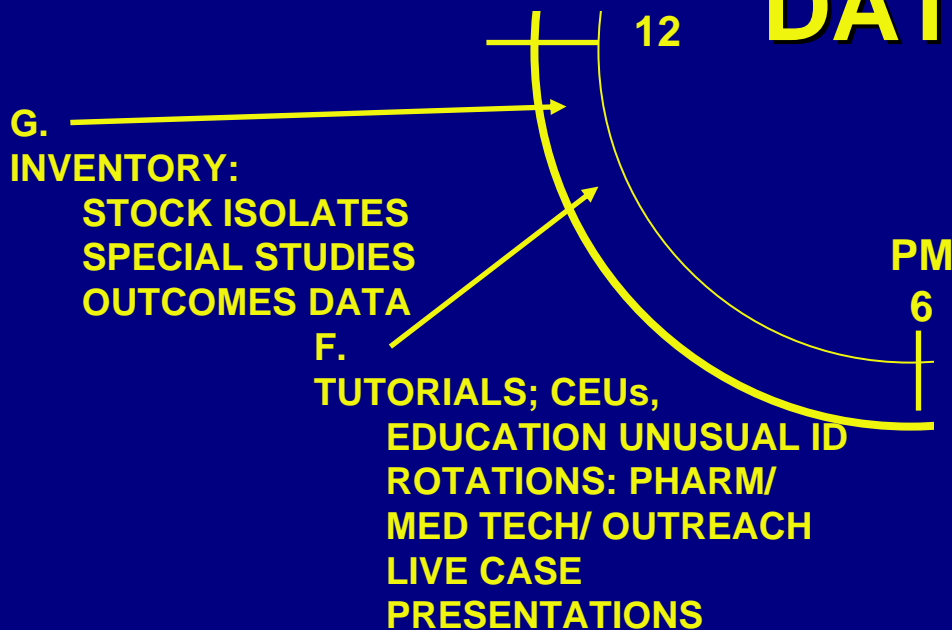 DAT
12
G.
INVENTORY:
STOCK ISOLATES
SPECIAL STUDIES
OUTCOMES DATA
PM
6
F.
TUTORIALS; CEUs,
EDUCATION UNUSUAL ID
ROTATIONS: PHARM/
MED TECH/ OUTREACH
LIVE CASE
PRESENTATIONS